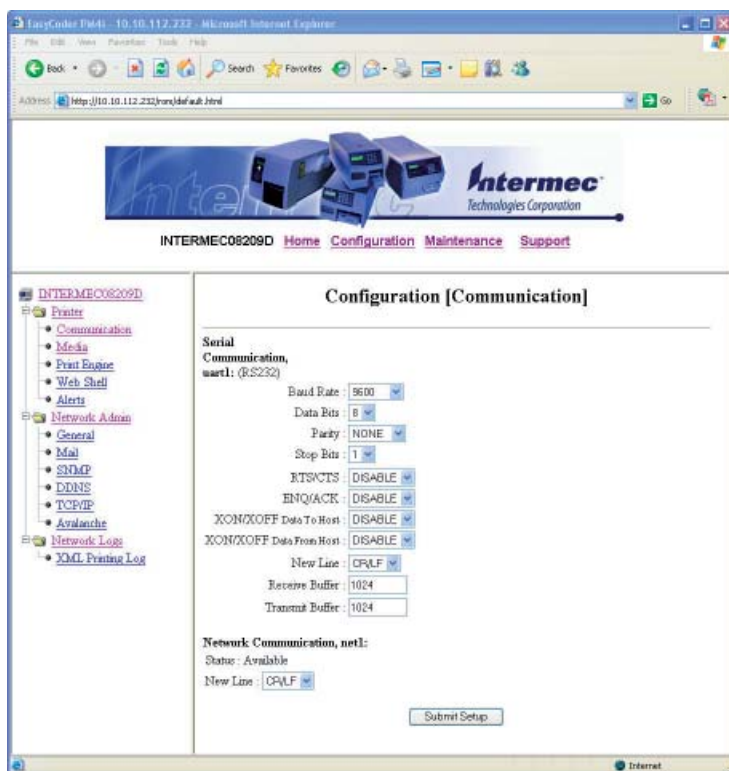 EasyCoder PM4i - 10.10.112.232 - Microsoft Internet Explorer
File Edit View Favorites Tools Help
Back Search Favorites
Address http://10.10.112.232/rom/default.html Go
Intermec
Technologies Corporation
INTERMEC08209D Home Configuration Maintenance Support
INTERMEC08209D
Printer
Communication
Media
Print Engine
Web Shell
Alerts
Network Admin
General
Mail
SNMP
DDNS
TCP/IP
Avalanche
Network Logs
XML Printing Log
Configuration [Communication]
Serial
Communication,
uart1: (RS232)
Baud Rate : 9600
Data Bits : 8
Parity : NONE
Stop Bits : 1
RTS/CTS : DISABLE
ENQ/ACK : DISABLE
XON/XOFF Data To Host : DISABLE
XON/XOFF Data From Host : DISABLE
New Line : CR/LF
Receive Buffer : 1024
Transmit Buffer : 1024
Network Communication, net1:
Status : Available
New Line : CR/LF
Submit Setup
Internet